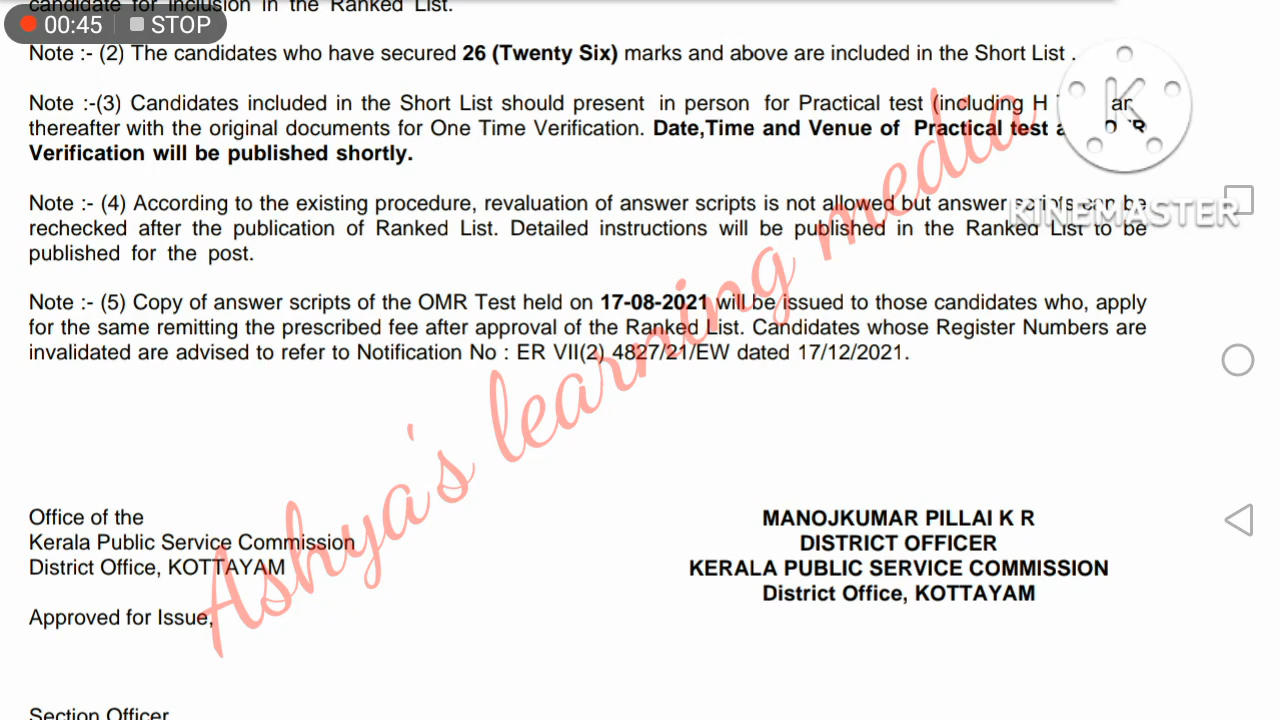 candidate for inclusion in the Ranked List.
00:45 STOP
Note :- (2) The candidates who have secured 26 (Twenty Six) marks and above are included in the Short List .
Note :-(3) Candidates included in the Short List should present in person for Practical test (including H
thereafter with the original documents for One Time Verification. Date,Time and Venue of Practical test
Verification will be published shortly.
Note :- (4) According to the existing procedure, revaluation of answer scripts is not allowed but answer scripts can be
rechecked after the publication of Ranked List. Detailed instructions will be published in the Ranked List to be
published for the post.
KINEMASTER
Note :- (5) Copy of answer scripts of the OMR Test held on 17-08-2021 will be issued to those candidates who, apply
for the same remitting the prescribed fee after approval of the Ranked List. Candidates whose Register Numbers are
invalidated are advised to refer to Notification No : ER VII(2) 4827/21/EW dated 17/12/2021.
Ashya's learning media
Office of the
Kerala Public Service Commission
District Office, KOTTAYAM
Approved for Issue,
MANOJKUMAR PILLAI K R
DISTRICT OFFICER
KERALA PUBLIC SERVICE COMMISSION
District Office, KOTTAYAM
Section Officer